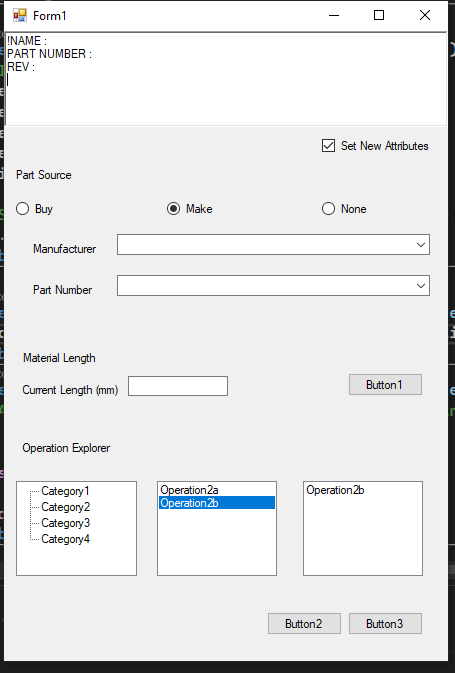 Form1
!NAME :
PART NUMBER :
REV :
Set New Attributes
Part Source
Buy Make None
Manufacturer
Part Number
Material Length
Current Length (mm) Button1
Operation Explorer
Category1 Operation2a Operation2b
Category2 Operation2b
Category3
Category4
Button2 Button3